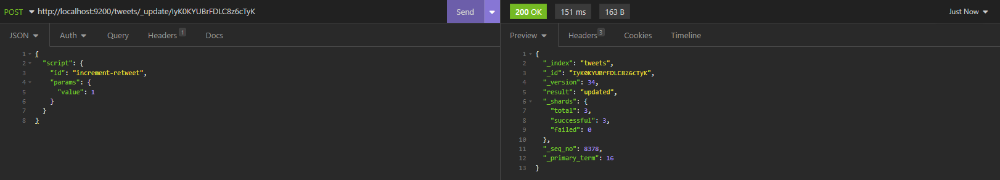 POST http://localhost:9200/tweets/_update/IyK0KYUBrFDLC8z6cTyK Send
JSON Auth Query Headers 1 Docs
1 {
2 "script": {
3 "id": "increment-retweet",
4 "params": {
5 "value": 1
6 }
7 }
8 }
200 OK 151 ms 163 B Just Now
Preview Headers 3 Cookies Timeline
1 {
2 "_index": "tweets",
3 "_id": "IyK0KYUBrFDLC8z6cTyK",
4 "_version": 34,
5 "result": "updated",
6 "_shards": {
7 "total": 3,
8 "successful": 3,
9 "failed": 0
10 },
11 "_seq_no": 8378,
12 "_primary_term": 16
13 }